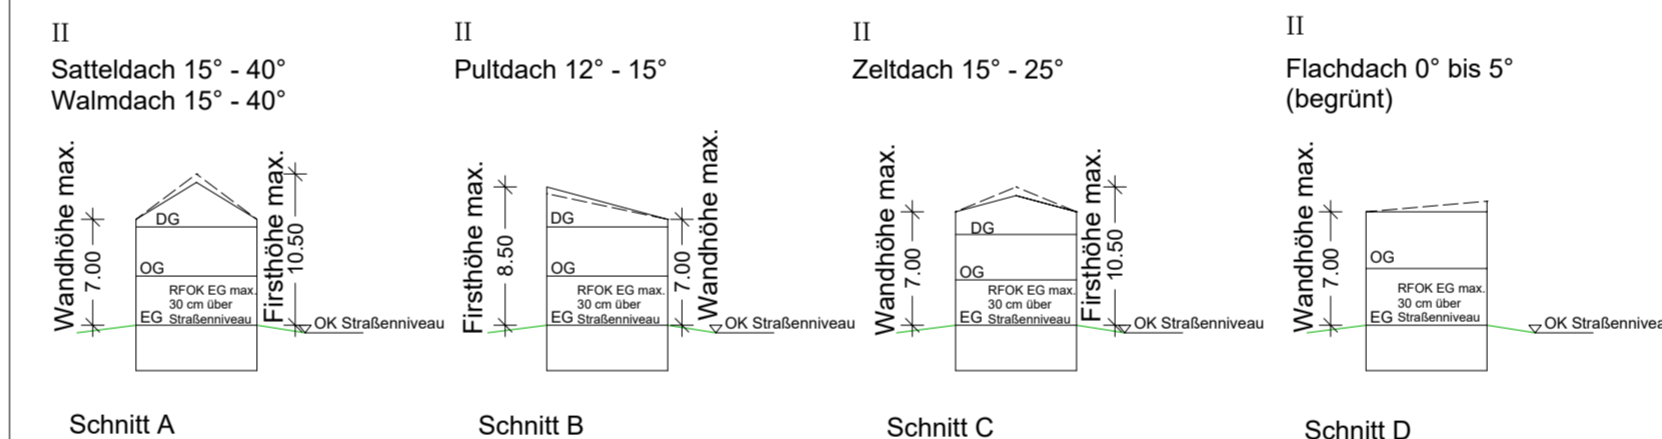 II
Satteldach 15° - 40°
Walmdach 15° - 40°
Wandhöhe max.
7.00
DG
OG
RFOK EG max.
30 cm über
EG Straßenniveau
Firsthöhe max.
10.50
OK Straßenniveau
Schnitt A
II
Pultdach 12° - 15°
Firsthöhe max.
8.50
DG
OG
RFOK EG max.
30 cm über
EG Straßenniveau
7.00
Wandhöhe max.
OK Straßenniveau
Schnitt B
II
Zeltdach 15° - 25°
Wandhöhe max.
7.00
DG
OG
RFOK EG max.
30 cm über
EG Straßenniveau
Firsthöhe max.
10.50
OK Straßenniveau
Schnitt C
II
Flachdach 0° bis 5°
(begrünt)
Wandhöhe max.
7.00
OG
RFOK EG max.
30 cm über
EG Straßenniveau
OK Straßennivea
Schnitt D